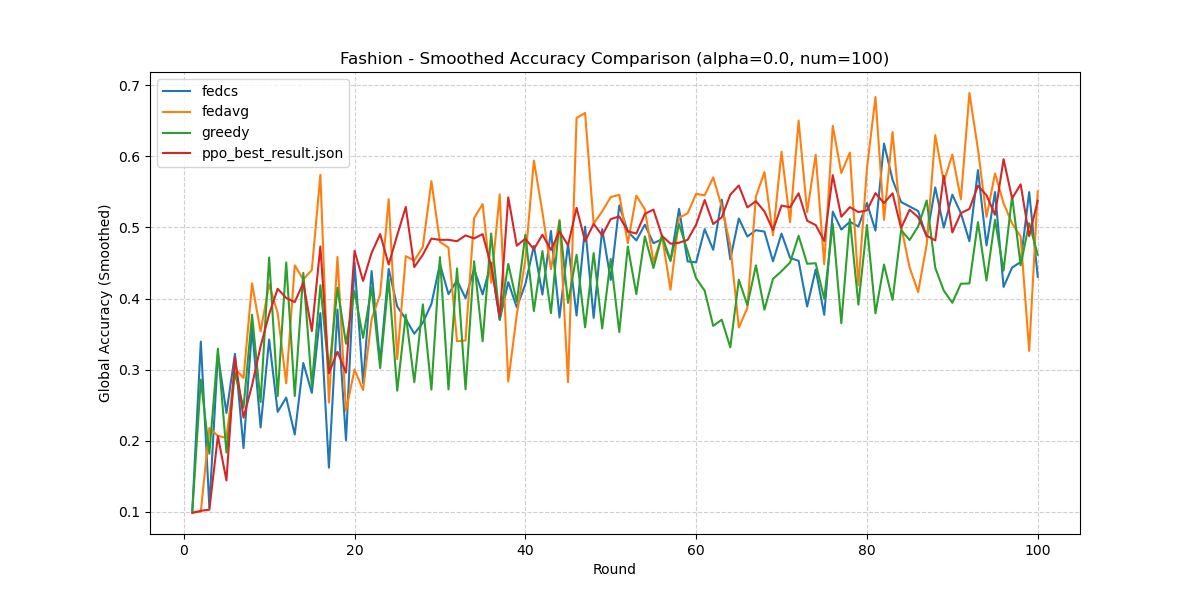 Fashion - Smoothed Accuracy Comparison (alpha=0.0, num=100)
fedcs
fedavg
greedy
ppo_best_result.json
Global Accuracy (Smoothed)
0.7
0.6
0.5
0.4
0.3
0.2
0.1
0 20 40 60 80 100
Round